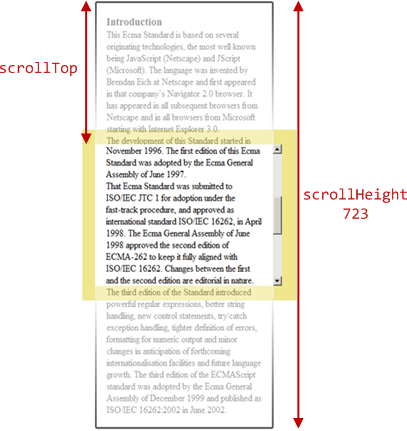 Introduction
This Ecma Standard is based on several
originating technologies, the most well known
being JavaScript (Netscape) and JScript
(Microsoft). The language was invented by
Brendan Eich at Netscape and first appeared
in that company's Navigator 2.0 browser. It
has appeared in all subsequent browsers from
Netscape and in all browsers from Microsoft
starting with Internet Explorer 3.0.
The development of this Standard started in
November 1996. The first edition of this Ecma
Standard was adopted by the Ecma General
Assembly of June 1997.
That Ecma Standard was submitted to
ISO/IEC JTC 1 for adoption under the
fast-track procedure, and approved as
international standard ISO/IEC 16262, in April
1998. The Ecma General Assembly of June
1998 approved the second edition of
ECMA-262 to keep it fully aligned with
ISO/IEC 16262. Changes between the first
and the second edition are editorial in nature.
The third edition of the Standard introduced
powerful regular expressions, better string
handling, new control statements, try/catch
exception handling, tighter definition of errors,
formatting for numeric output and minor
changes in anticipation of forthcoming
internationalisation facilities and future language
growth. The third edition of the ECMAScript
standard was adopted by the Ecma General
Assembly of December 1999 and published as
ISO/IEC 16262:2002 in June 2002.
scrollTop
scrollHeight
723